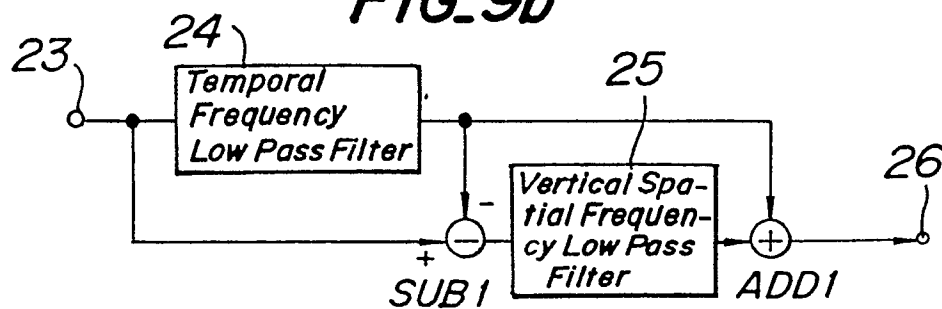 FIG_9b
23
24
Temporal
Frequency
Low Pass Filter
25
Vertical Spa-
tial Frequen-
cy Low Pass
Filter
26
-
−
+
+
SUB1
ADD1